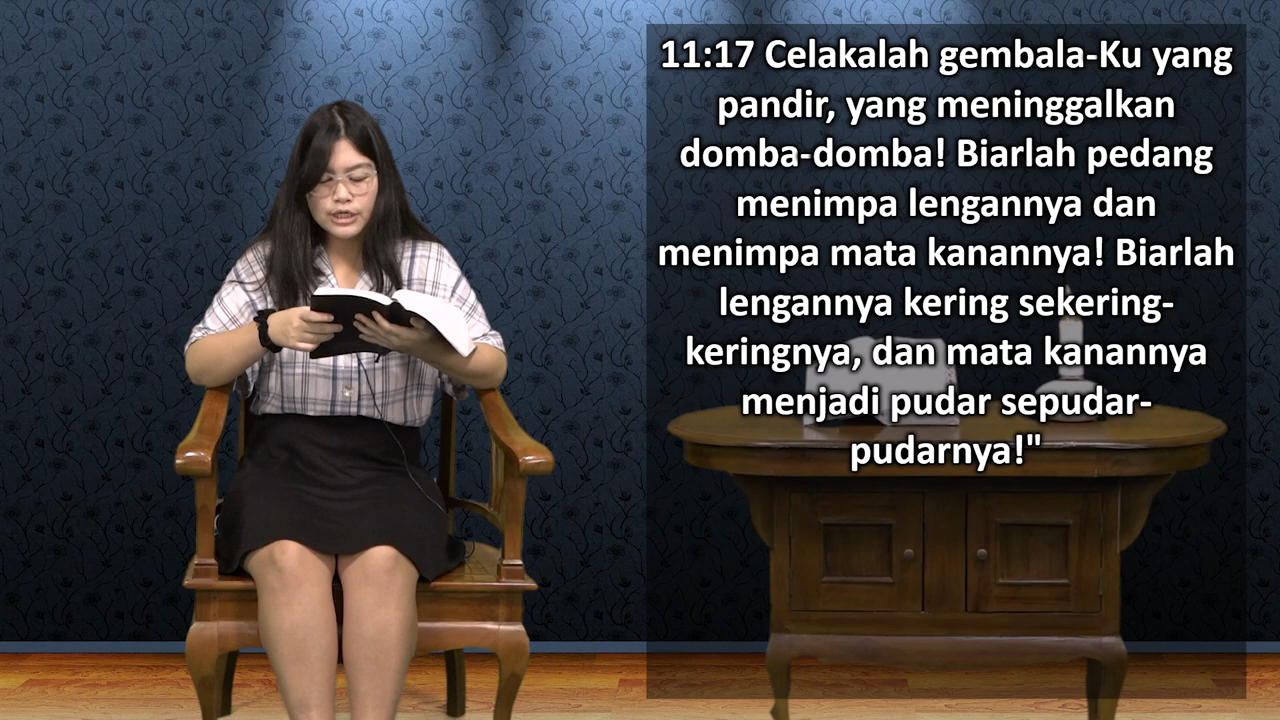 11:17 Celakalah gembala-Ku yang
pandir, yang meninggalkan
domba-domba! Biarlah pedang
menimpa lengannya dan
menimpa mata kanannya! Biarlah
lengannya kering sekering-
keringnya, dan mata kanannya
menjadi pudar sepudar-
pudarnya!"